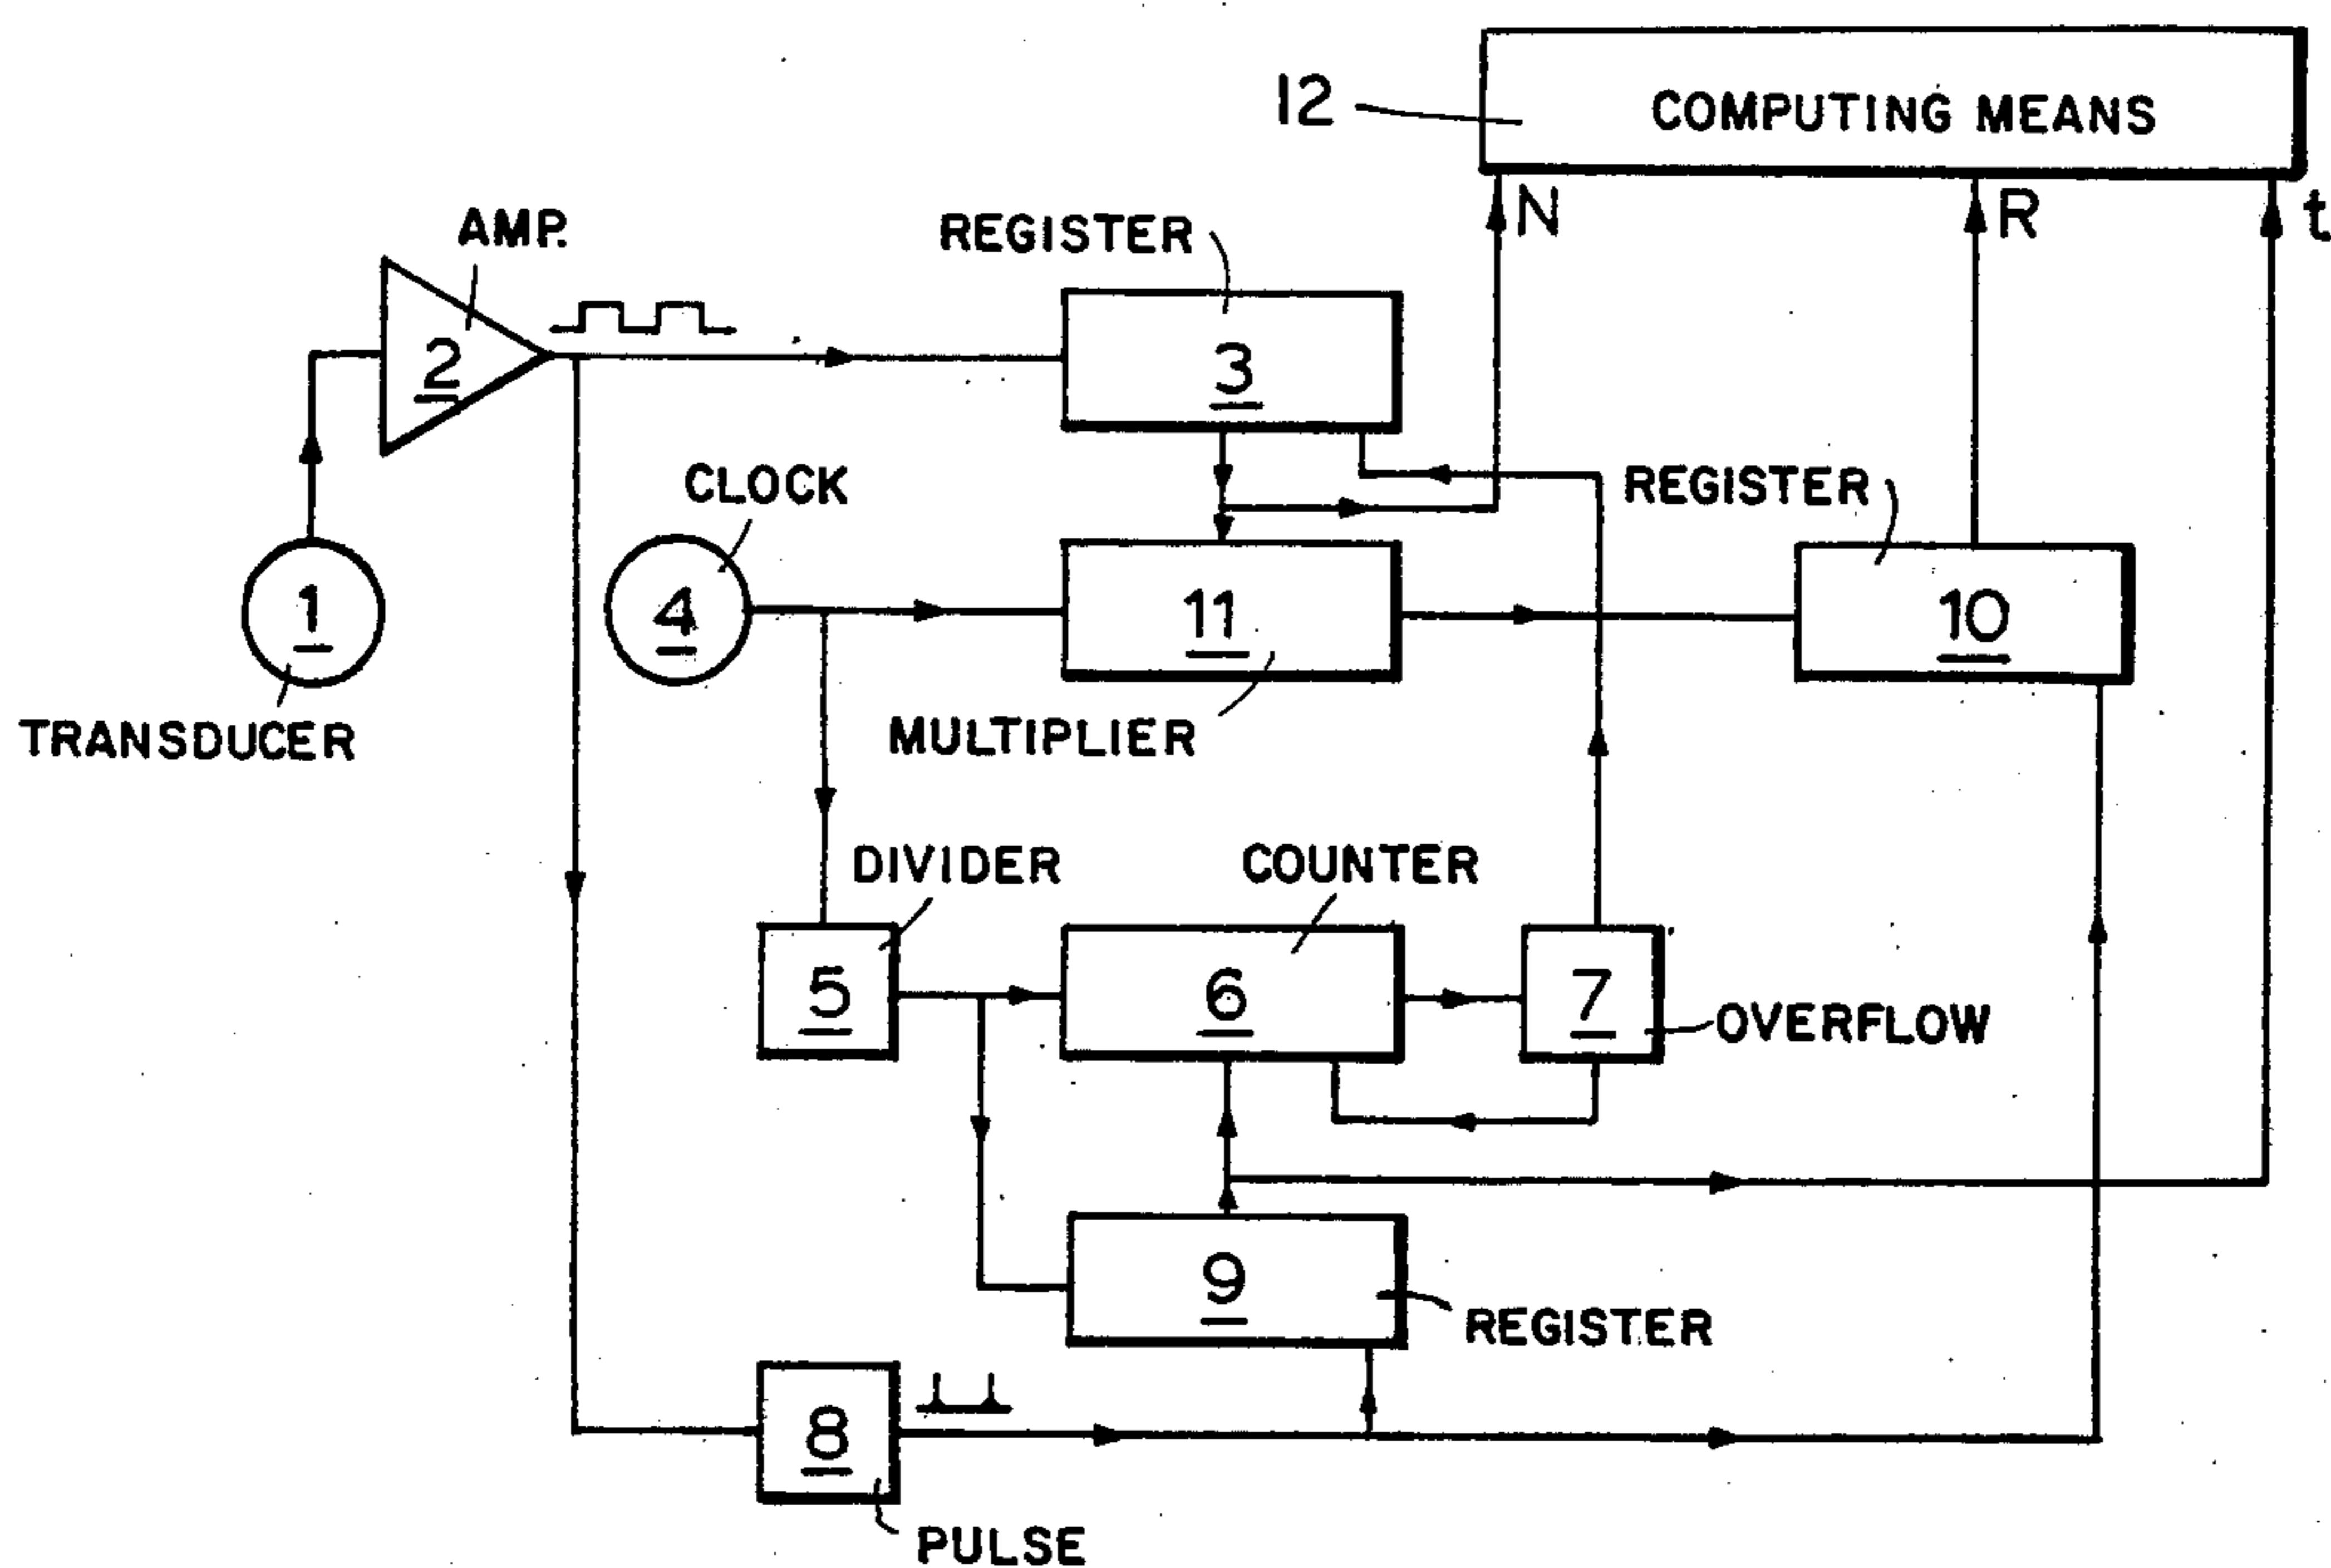 12
COMPUTING MEANS
N
R
t
AMP.
REGISTER
2
3
CLOCK
REGISTER
1
4
11
10
TRANSDUCER
MULTIPLIER
DIVIDER
COUNTER
5
6
7
OVERFLOW
9
REGISTER
8
PULSE